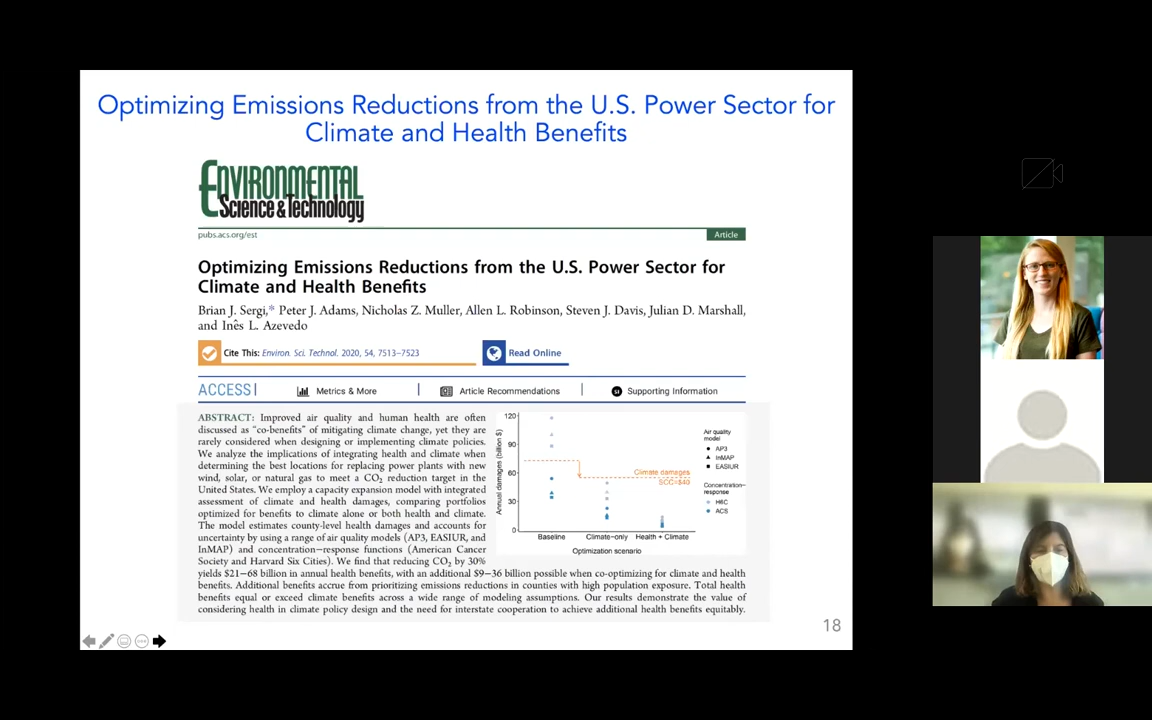 Optimizing Emissions Reductions from the U.S. Power Sector for
Climate and Health Benefits
ENVIRONMENTAL
Science & Technology
pubs.acs.org/est
Article
Optimizing Emissions Reductions from the U.S. Power Sector for
Climate and Health Benefits
Brian J. Sergi,* Peter J. Adams, Nicholas Z. Muller, Allen L. Robinson, Steven J. Davis, Julian D. Marshall,
and Inês L. Azevedo
Cite This: Environ. Sci. Technol. 2020, 54, 7513–7523
Read Online
ACCESS
Metrics & More
Article Recommendations
Supporting Information
ABSTRACT: Improved air quality and human health are often
discussed as “co-benefits” of mitigating climate change, yet they are
rarely considered when designing or implementing climate policies.
We analyze the implications of integrating health and climate when
determining the best locations for replacing power plants with new
wind, solar, or natural gas to meet a CO₂ reduction target in the
United States. We employ a capacity expansion model with integrated
assessment of climate and health damages, comparing portfolios
optimized for benefits to climate alone or both health and climate.
The model estimates county-level health damages and accounts for
uncertainty by using a range of air quality models (AP3, EASIUR, and
InMAP) and concentration−response functions (American Cancer
Society and Harvard Six Cities). We find that reducing CO₂ by 30%
yields $21−68 billion in annual health benefits, with an additional $9−36 billion possible when co-optimizing for climate and health
benefits. Additional benefits accrue from prioritizing emissions reductions in counties with high population exposure. Total health
benefits equal or exceed climate benefits across a wide range of modeling assumptions. Our results demonstrate the value of
considering health in climate policy design and the need for interstate cooperation to achieve additional health benefits equitably.
Annual damages (billion $)
120
90
60
30
0
Climate damages
SCC=$40
Baseline
Climate−only
Health + Climate
Optimization scenario
Air quality
model
AP3
InMAP
EASIUR
Concentration−
response
H6C
ACS
18